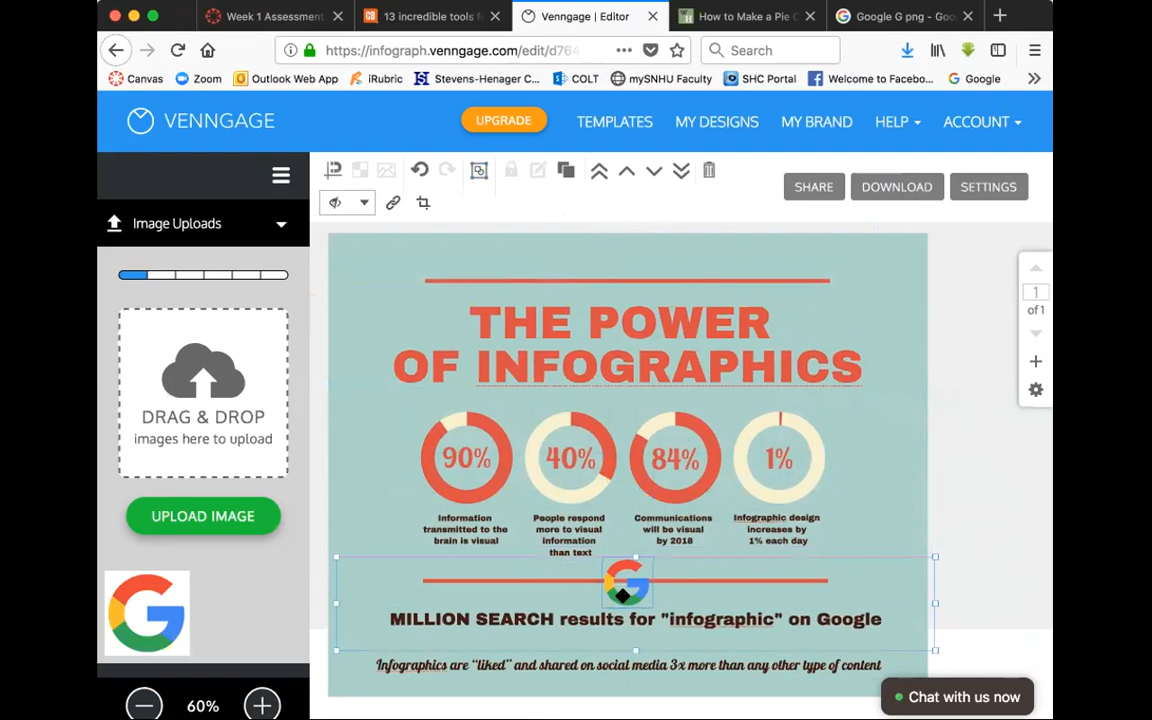 Week 1 Assessment
13 incredible tools f
Venngage | Editor
How to Make a Pie C
Google G png - Goo
https://infograph.venngage.com/edit/d764
Search
Canvas
Zoom
Outlook Web App
iRubric
Stevens-Henager C...
COLT
mySNHU Faculty
SHC Portal
Welcome to Facebo...
Google
VENNGAGE
UPGRADE
TEMPLATES
MY DESIGNS
MY BRAND
HELP
ACCOUNT
Image Uploads
SHARE
DOWNLOAD
SETTINGS
1
of 1
DRAG & DROP
images here to upload
UPLOAD IMAGE
60%
THE POWER
OF INFOGRAPHICS
90%
40%
84%
1%
Information
transmitted to the
brain is visual
People respond
more to visual
information
than text
Communications
will be visual
by 2018
Infographic design
increases by
1% each day
MILLION SEARCH results for "infographic" on Google
Infographics are “liked” and shared on social media 3x more than any other type of content
Chat with us now